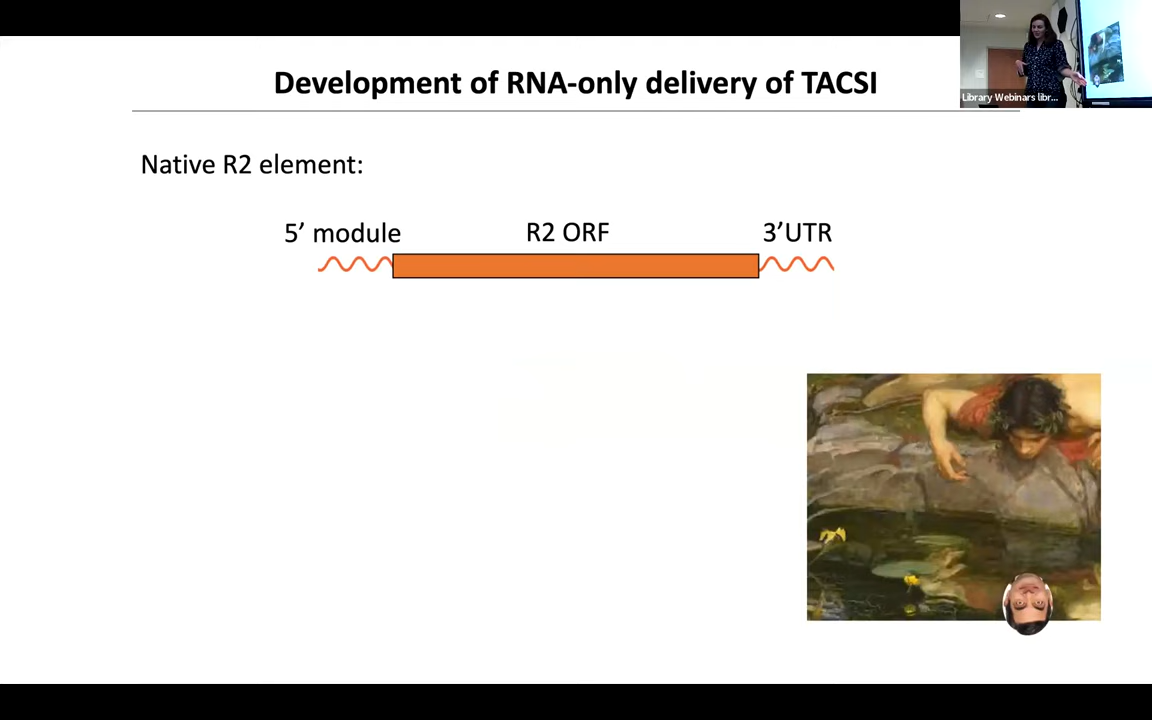 Development of RNA-only delivery of TACSI
Library Webinars libr...
Native R2 element:
5’ module R2 ORF 3’UTR